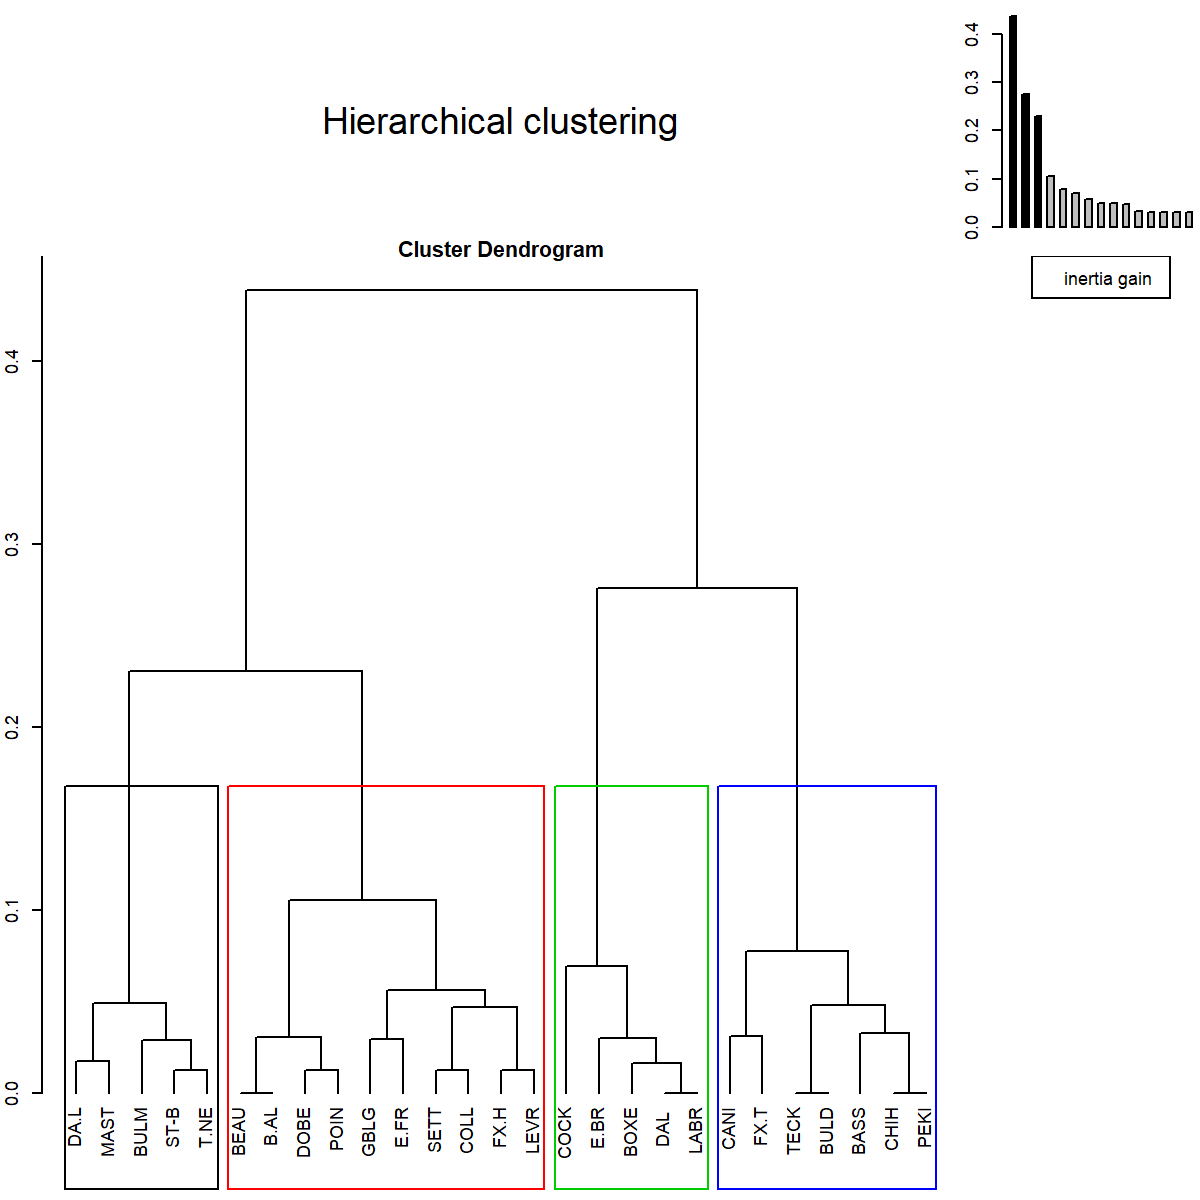 Hierarchical clustering
0.0
0.1
0.2
0.3
0.4
inertia gain
Cluster Dendrogram
0.4
0.3
0.2
0.1
0.0
DA.L
MAST
BULM
ST-B
T.NE
BEAU
B.AL
DOBE
POIN
GBLG
E.FR
SETT
COLL
FX.H
LEVR
COCK
E.BR
BOXE
DAL
LABR
CANI
FX.T
TECK
BULD
BASS
CHIH
PEKI